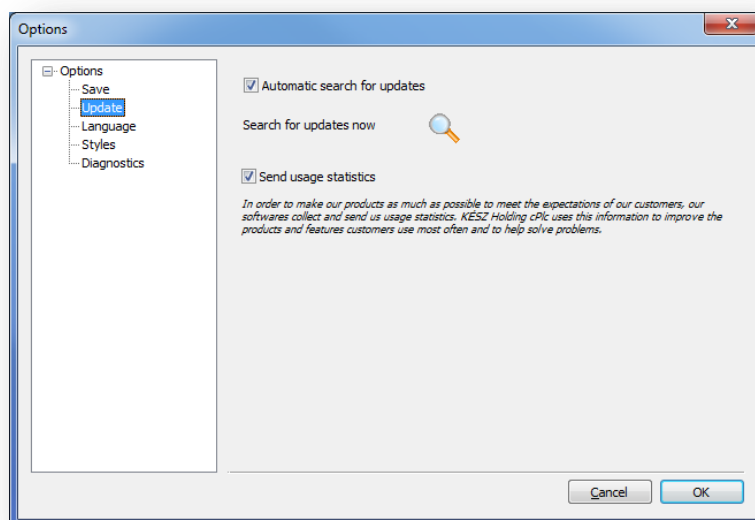 Options
Options
Save
Update
Language
Styles
Diagnostics
Automatic search for updates
Search for updates now
Send usage statistics
In order to make our products as much as possible to meet the expectations of our customers, our
softwares collect and send us usage statistics. KÉSZ Holding cPlc uses this information to improve the
products and features customers use most often and to help solve problems.
Cancel
OK